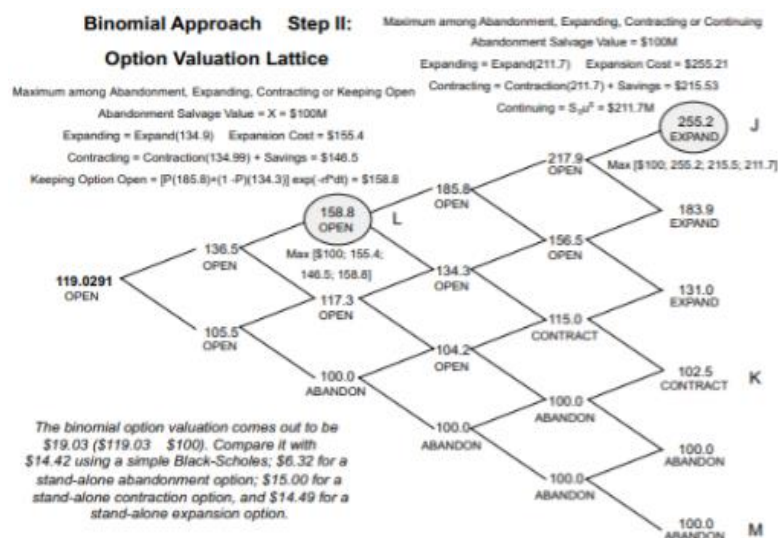 Binomial Approach Step II:
Option Valuation Lattice
Maximum among Abandonment, Expanding, Contracting or Keeping Open
Abandonment Salvage Value = X = $100M
Expanding = Expand(134.9) Expansion Cost = $155.4
Contracting = Contraction(134.99) + Savings = $146.5
Keeping Option Open = [P(185.8)+(1 -P)(134.3)] exp(-rf*dt) = $158.8
Maximum among Abandonment, Expanding, Contracting or Continuing
Abandonment Salvage Value = $100M
Expanding = Expand(211.7) Expansion Cost = $255.21
Contracting = Contraction(211.7) + Savings = $215.53
Continuing = = $211.7M
119.0291
OPEN
136.5
OPEN
105.5
OPEN
158.8
OPEN
L
Max [$100; 155.4;
146.5; 158.8]
117.3
OPEN
100.0
ABANDON
185.8
OPEN
134.3
OPEN
104.2
OPEN
100.0
ABANDON
217.9
OPEN
156.5
OPEN
115.0
CONTRACT
100.0
ABANDON
100.0
ABANDON
255.2
EXPAND
J
Max [$100; 255.2; 215.5; 211.7]
183.9
EXPAND
131.0
EXPAND
102.5
CONTRACT
K
100.0
ABANDON
100.0
ABANDON
M
The binomial option valuation comes out to be
$19.03 ($119.03 $100). Compare it with
$14.42 using a simple Black-Scholes; $6.32 for a
stand-alone abandonment option; $15.00 for a
stand-alone contraction option, and $14.49 for a
stand-alone expansion option.